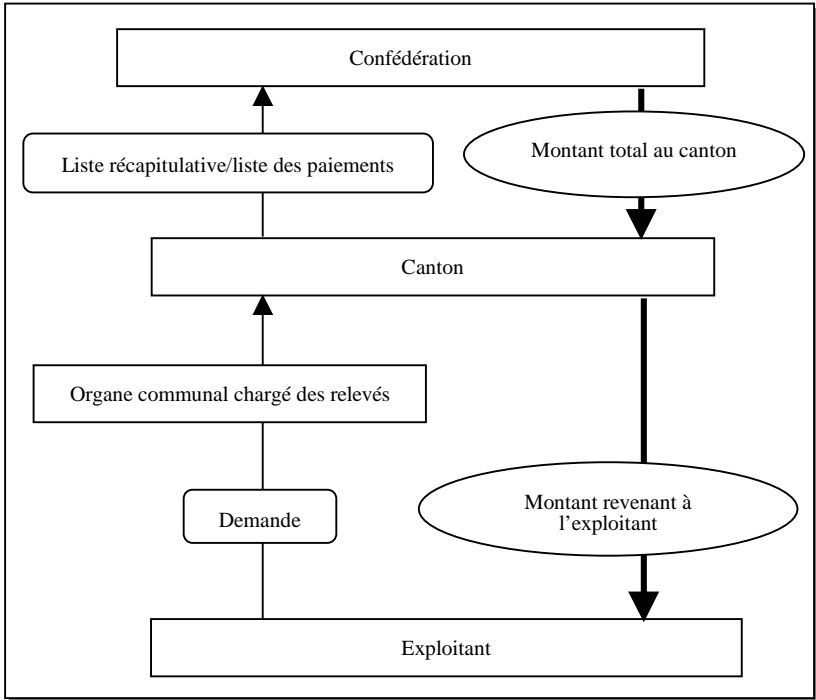 Confédération
Liste récapitulative/liste des paiements
Montant total au canton
Canton
Organe communal chargé des relevés
Demande
Montant revenant à
l’exploitant
Exploitant